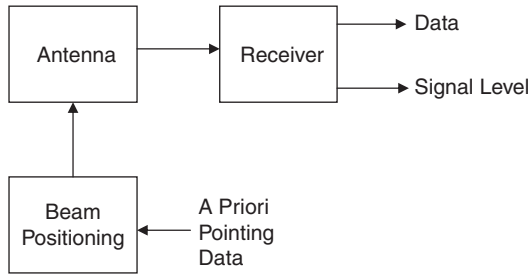 Antenna
Receiver
Data
Signal Level
Beam
Positioning
A Priori
Pointing
Data